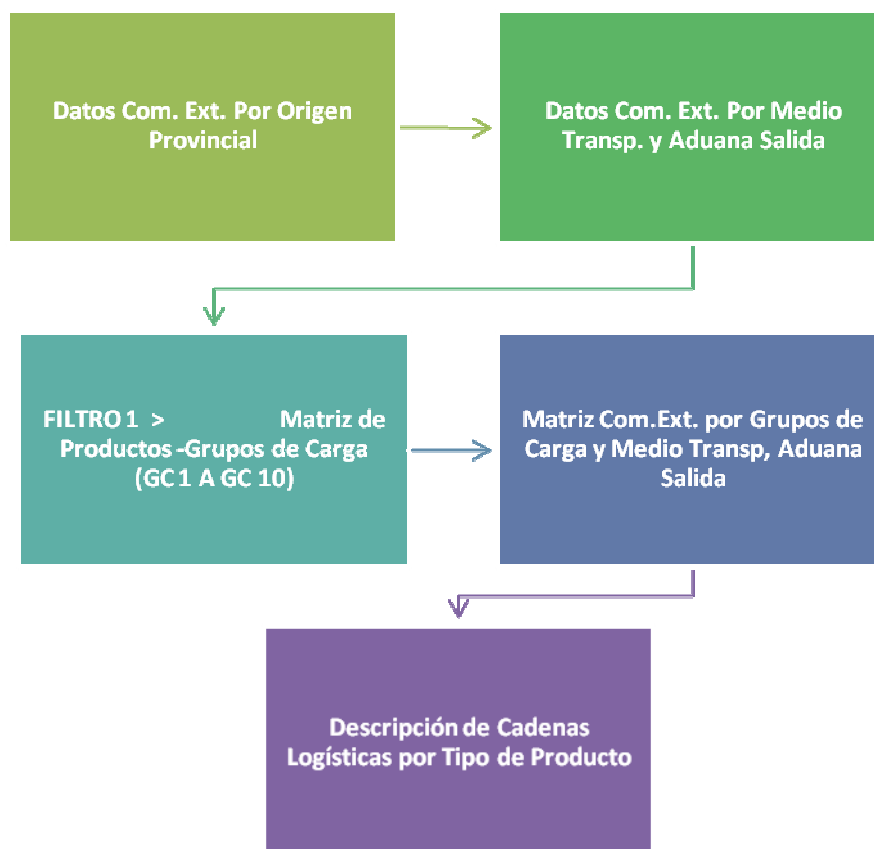 Datos Com. Ext. Por Origen
Provincial
Datos Com. Ext. Por Medio
Transp. y Aduana Salida
FILTRO 1 > Matriz de
Productos -Grupos de Carga
(GC 1 A GC 10)
Matriz Com.Ext. por Grupos de
Carga y Medio Transp, Aduana
Salida
Descripción de Cadenas
Logísticas por Tipo de Producto